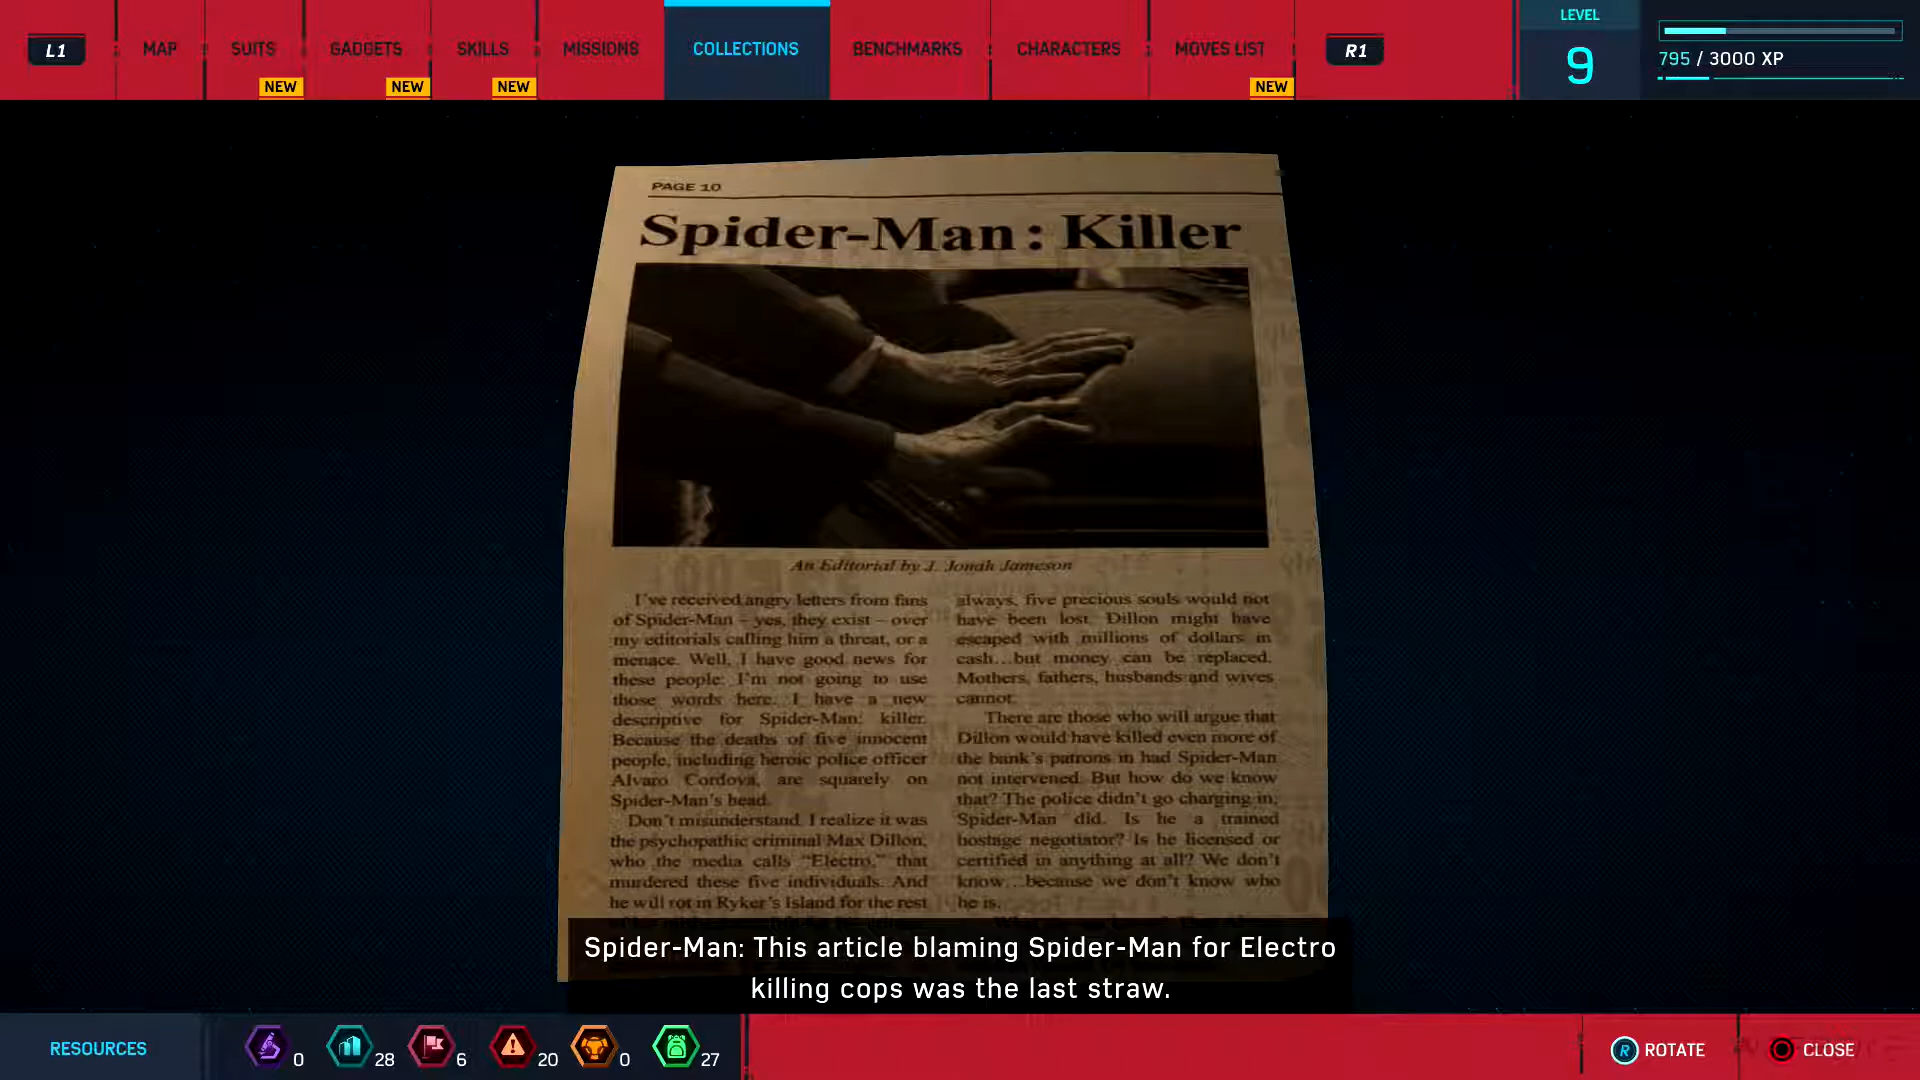 L1
MAP
SUITS
NEW
GADGETS
NEW
SKILLS
NEW
MISSIONS
COLLECTIONS
BENCHMARKS
CHARACTERS
MOVES LIST
NEW
R1
LEVEL
9
795 / 3000 XP
PAGE 10
Spider-Man: Killer
An Editorial by J. Jonah Jameson
I've received angry letters from fans
of Spider-Man – yes, they exist – over
my editorials calling him a threat, or a
menace. Well, I have good news for
these people: I'm not going to use
those words here. I have a new
descriptive for Spider-Man: killer.
Because the deaths of five innocent
people, including heroic police officer
Alvaro Cordova, are squarely on
Spider-Man's head.
Don't misunderstand. I realize it was
the psychopathic criminal Max Dillon,
who the media calls "Electro," that
murdered these five individuals. And
he will rot in Ryker's Island for the rest
always, five precious souls would not
have been lost. Dillon might have
escaped with millions of dollars in
cash...but money can be replaced.
Mothers, fathers, husbands and wives
cannot.
There are those who will argue that
Dillon would have killed even more of
the bank's patrons in had Spider-Man
not intervened. But how do we know
that? The police didn't go charging in,
Spider-Man did. Is he a trained
hostage negotiator? Is he licensed or
certified in anything at all? We don't
know...because we don't know who
he is.
Spider-Man: This article blaming Spider-Man for Electro
killing cops was the last straw.
RESOURCES
0
28
6
20
0
27
R ROTATE
CLOSE